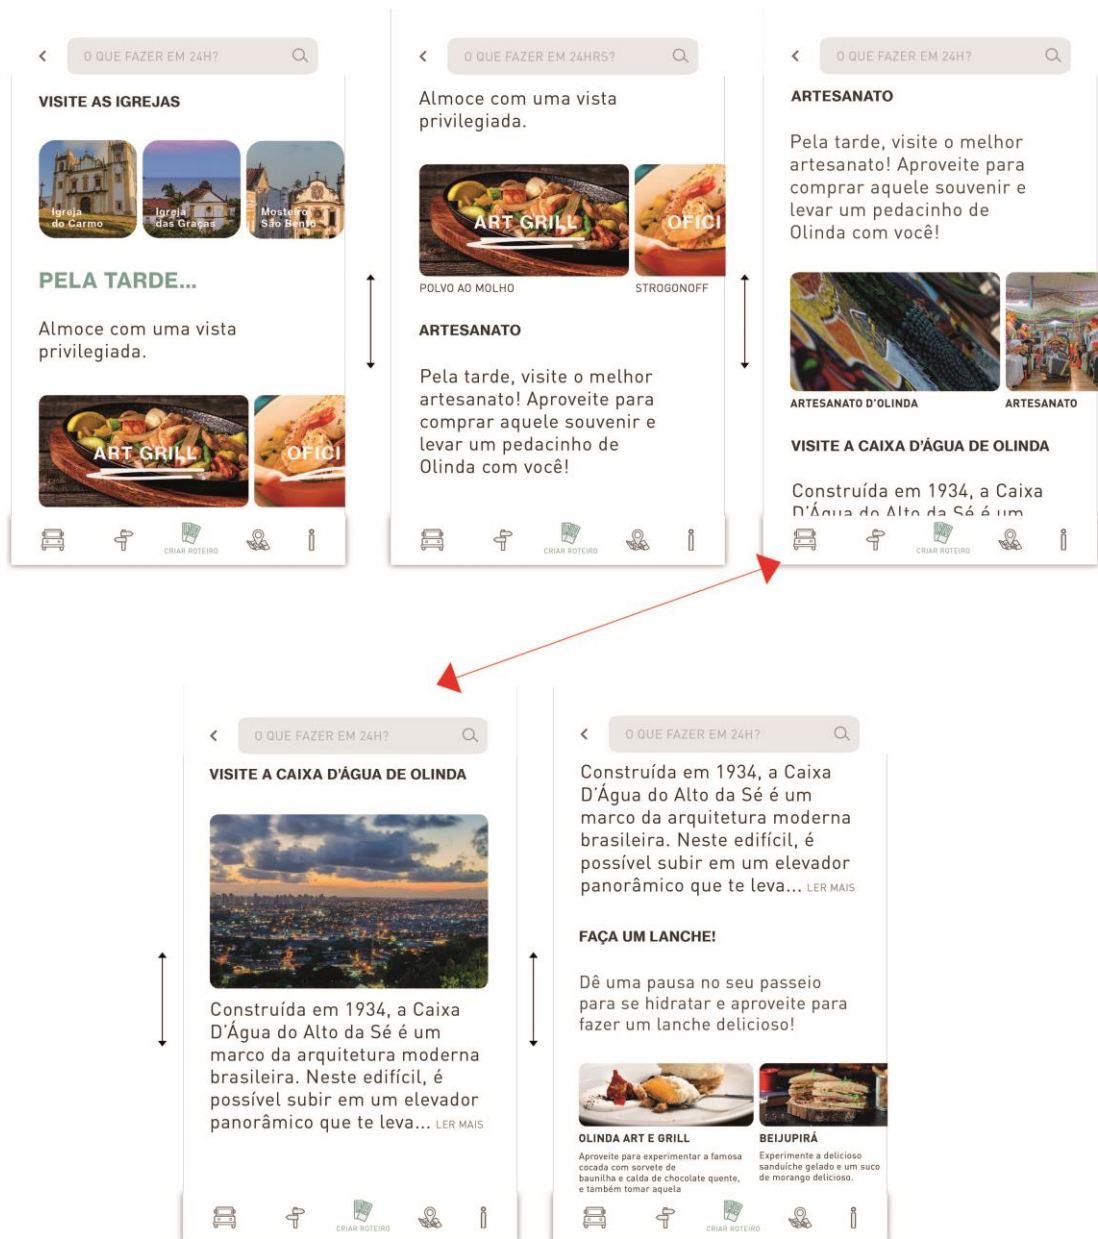 O QUE FAZER EM 24H?
VISITE AS IGREJAS
Igreja
do Carmo
Igreja
das Graças
Mosteiro
São Bento
PELA TARDE...
Almoce com uma vista
privilegiada.
ART GRILL
OFICI
CRIAR ROTEIRO
O QUE FAZER EM 24HRS?
Almoce com uma vista
privilegiada.
ART GRILL
OFICI
POLVO AO MOLHO
STROGONOFF
ARTESANATO
Pela tarde, visite o melhor
artesanato! Aproveite para
comprar aquele souvenir e
levar um pedacinho de
Olinda com você!
CRIAR ROTEIRO
O QUE FAZER EM 24H?
ARTESANATO
Pela tarde, visite o melhor
artesanato! Aproveite para
comprar aquele souvenir e
levar um pedacinho de
Olinda com você!
ARTESANATO D'OLINDA
ARTESANATO
VISITE A CAIXA D'ÁGUA DE OLINDA
Construída em 1934, a Caixa
D'Água do Alto da Sé é um
CRIAR ROTEIRO
O QUE FAZER EM 24H?
VISITE A CAIXA D'ÁGUA DE OLINDA
Construída em 1934, a Caixa
D'Água do Alto da Sé é um
marco da arquitetura moderna
brasileira. Neste edifícil, é
possível subir em um elevador
panorâmico que te leva... LER MAIS
CRIAR ROTEIRO
O QUE FAZER EM 24H?
Construída em 1934, a Caixa
D'Água do Alto da Sé é um
marco da arquitetura moderna
brasileira. Neste edifícil, é
possível subir em um elevador
panorâmico que te leva... LER MAIS
FAÇA UM LANCHE!
Dê uma pausa no seu passeio
para se hidratar e aproveite para
fazer um lanche delicioso!
OLINDA ART E GRILL
Aproveite para experimentar a famosa
cocada com sorvete de
baunilha e calda de chocolate quente,
e também tomar aquela
BEIJUPIRÁ
Experimente a delicioso
sanduíche gelado e um suco
de morango delicioso.
CRIAR ROTEIRO